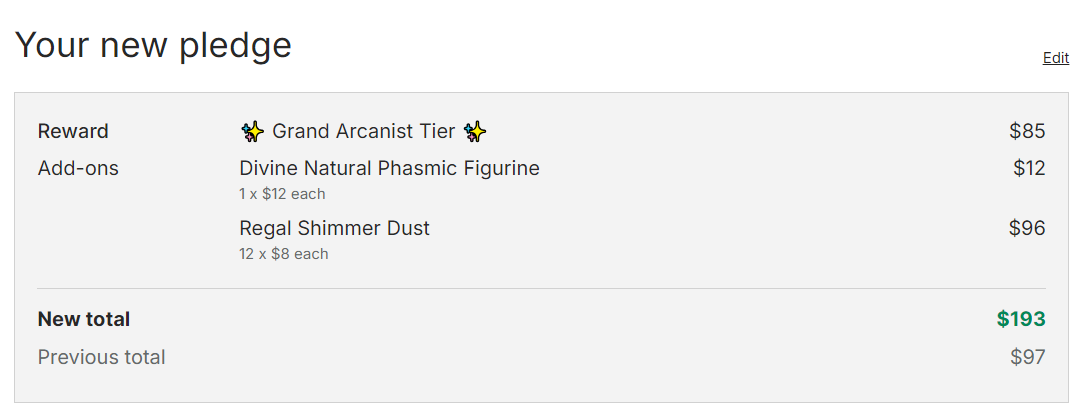 Your new pledge
Edit
Reward ✨ Grand Arcanist Tier ✨ $85
Add-ons Divine Natural Phasmic Figurine $12
1 x $12 each
Regal Shimmer Dust $96
12 x $8 each
New total $193
Previous total $97